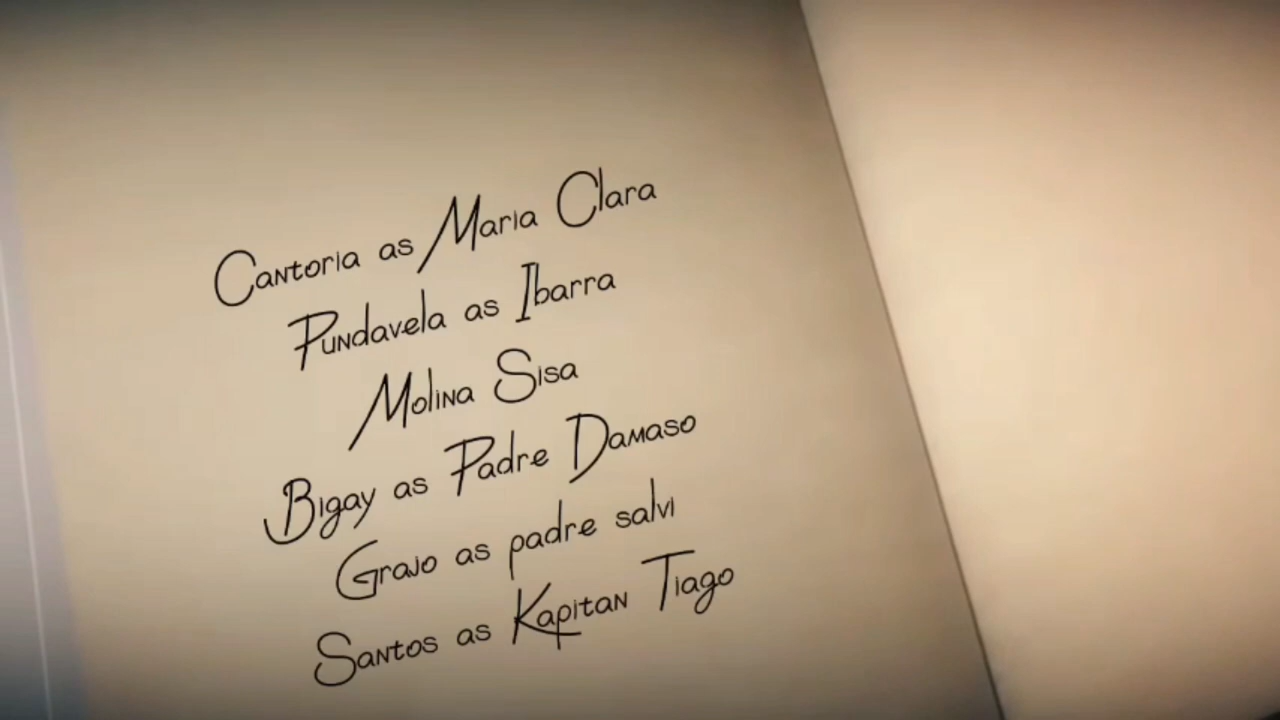 Cantoria as Maria Clara
Pundavela as Ibarra
Molina Sisa
Bigay as Padre Damaso
Grajo as padre salvi
Santos as Kapitan Tiago